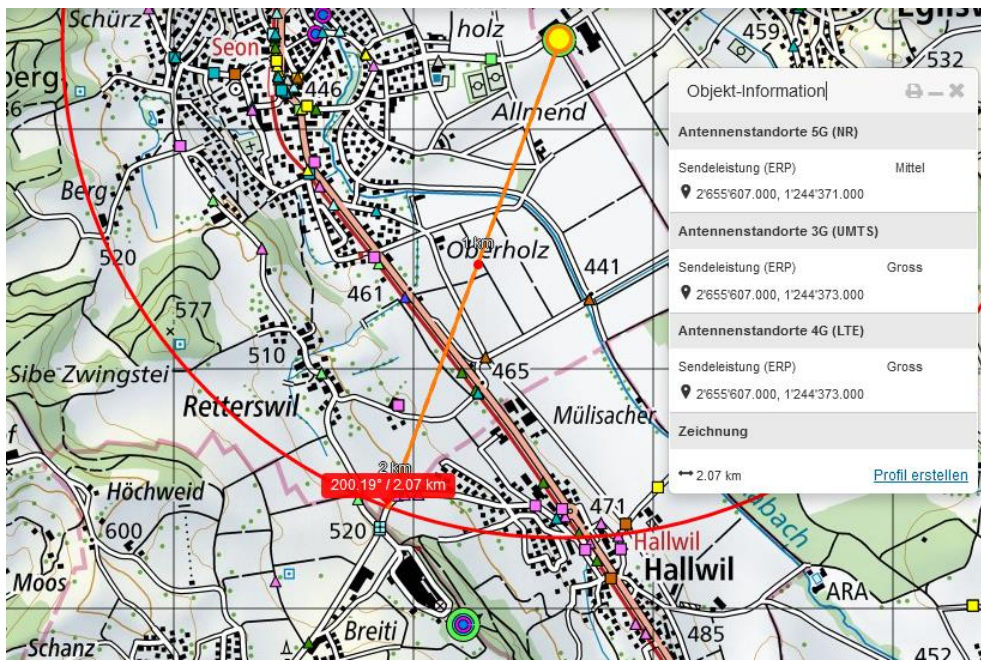 Schürz
holz
459
532
Seon
446
Allmend
Berg
520
1 km
Oberholz
441
461
577
510
465
Sibe Zwingstei
Retterswil
Mülisacher
2 km
200.19° / 2.07 km
Höchweid
520
471
600
Hallwil
Hallwil
Moos
ARA
Breiti
485
Schanz
452
Objekt-Information
Antennenstandorte 5G (NR)
Sendeleistung (ERP) Mittel
2'655'607.000, 1'244'371.000
Antennenstandorte 3G (UMTS)
Sendeleistung (ERP) Gross
2'655'607.000, 1'244'373.000
Antennenstandorte 4G (LTE)
Sendeleistung (ERP) Gross
2'655'607.000, 1'244'373.000
Zeichnung
2.07 km Profil erstellen